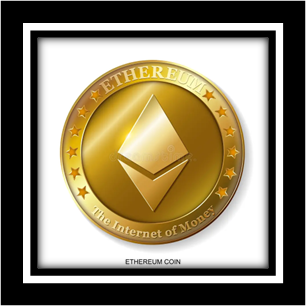 ETHEREUM
The Internet of Money
ETHEREUM COIN